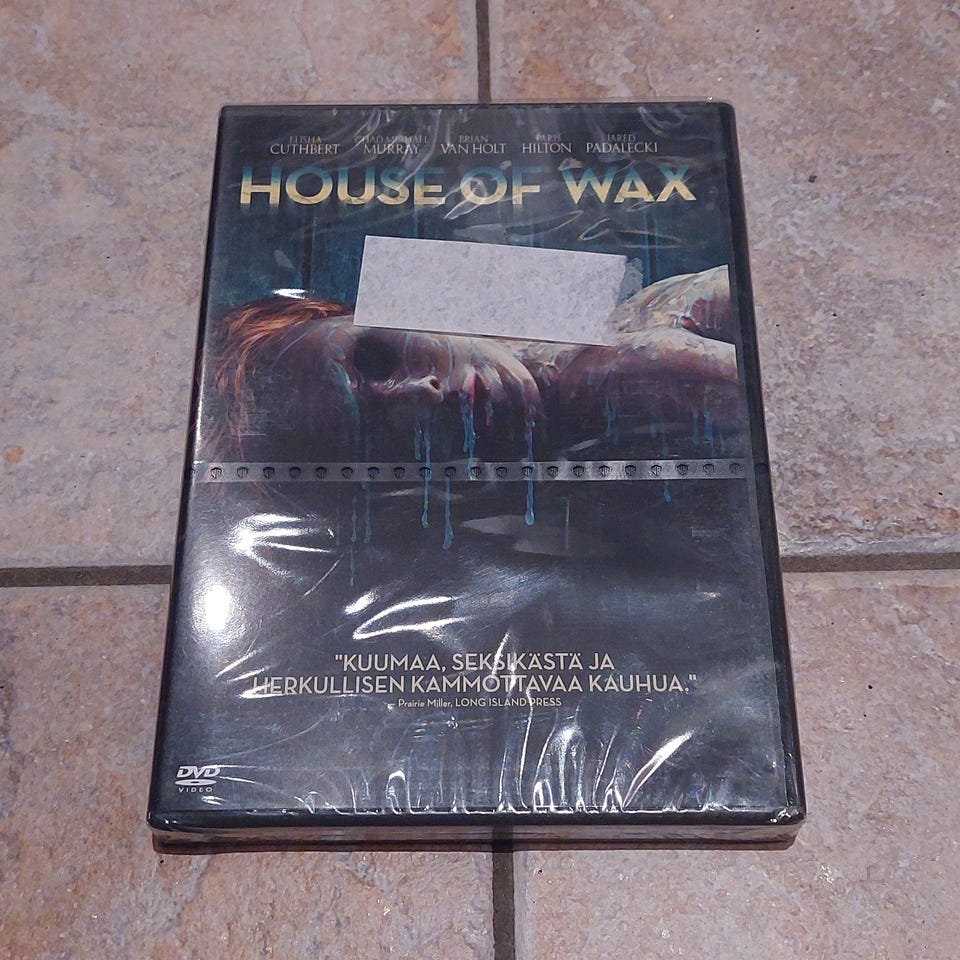 ELISHA CHAD MICHAEL BRIAN PARIS JARED
CUTHBERT MURRAY VAN HOLT HILTON PADALECKI
HOUSE OF WAX
"KUUMAA, SEKSIKÄSTÄ JA
HERKULLISEN KAMMOTTAVAA KAUHUA."
– Prairie Miller, LONG ISLAND PRESS
DVD
VIDEO